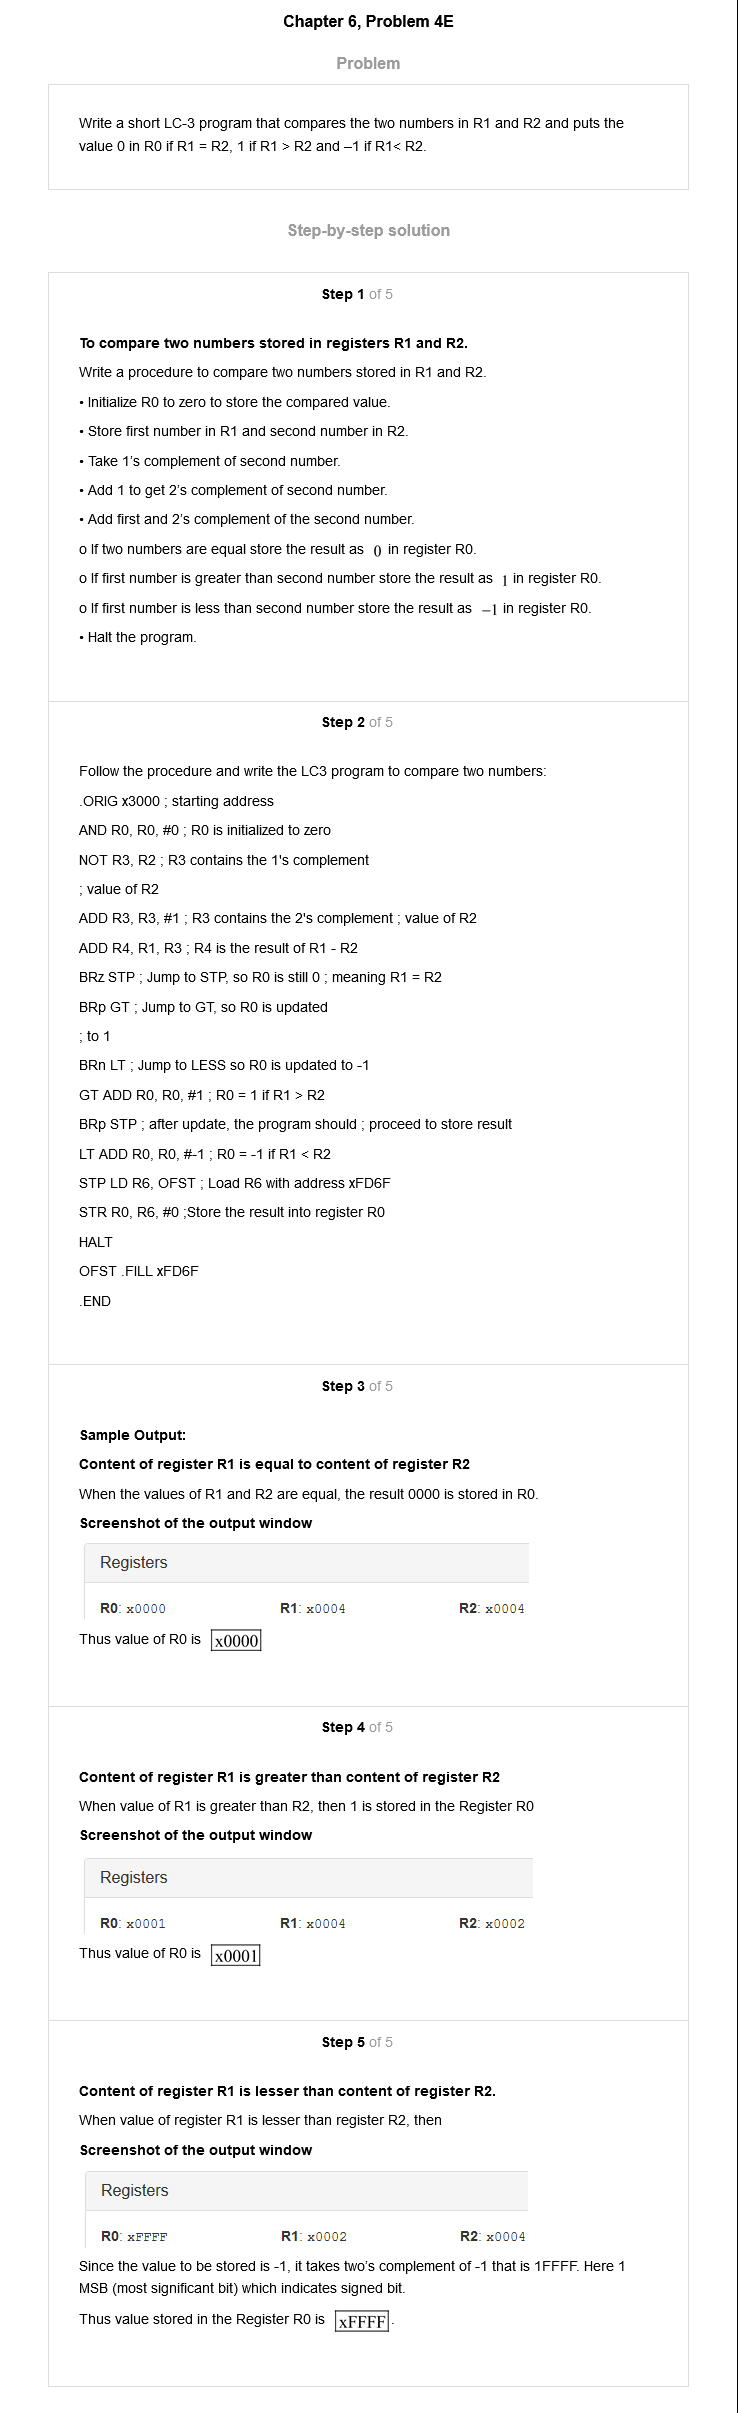 Chapter 6, Problem 4E
Problem
Write a short LC-3 program that compares the two numbers in R1 and R2 and puts the
value 0 in R0 if R1 = R2, 1 if R1 > R2 and –1 if R1< R2.
Step-by-step solution
Step 1 of 5
To compare two numbers stored in registers R1 and R2.
Write a procedure to compare two numbers stored in R1 and R2.
• Initialize R0 to zero to store the compared value.
• Store first number in R1 and second number in R2.
• Take 1's complement of second number.
• Add 1 to get 2's complement of second number.
• Add first and 2's complement of the second number.
o If two numbers are equal store the result as 0 in register R0.
o If first number is greater than second number store the result as 1 in register R0.
o If first number is less than second number store the result as −1 in register R0.
• Halt the program.
Step 2 of 5
Follow the procedure and write the LC3 program to compare two numbers:
.ORIG x3000 ; starting address
AND R0, R0, #0 ; R0 is initialized to zero
NOT R3, R2 ; R3 contains the 1's complement
; value of R2
ADD R3, R3, #1 ; R3 contains the 2's complement ; value of R2
ADD R4, R1, R3 ; R4 is the result of R1 - R2
BRz STP ; Jump to STP, so R0 is still 0 ; meaning R1 = R2
BRp GT ; Jump to GT, so R0 is updated
; to 1
BRn LT ; Jump to LESS so R0 is updated to -1
GT ADD R0, R0, #1 ; R0 = 1 if R1 > R2
BRp STP ; after update, the program should ; proceed to store result
LT ADD R0, R0, #-1 ; R0 = -1 if R1 < R2
STP LD R6, OFST ; Load R6 with address xFD6F
STR R0, R6, #0 ;Store the result into register R0
HALT
OFST .FILL xFD6F
.END
Step 3 of 5
Sample Output:
Content of register R1 is equal to content of register R2
When the values of R1 and R2 are equal, the result 0000 is stored in R0.
Screenshot of the output window
Registers
R0: x0000 R1: x0004 R2: x0004
Thus value of R0 is x0000
Step 4 of 5
Content of register R1 is greater than content of register R2
When value of R1 is greater than R2, then 1 is stored in the Register R0
Screenshot of the output window
Registers
R0: x0001 R1: x0004 R2: x0002
Thus value of R0 is x0001
Step 5 of 5
Content of register R1 is lesser than content of register R2.
When value of register R1 is lesser than register R2, then
Screenshot of the output window
Registers
R0: xFFFF R1: x0002 R2: x0004
Since the value to be stored is -1, it takes two's complement of -1 that is 1FFFF. Here 1
MSB (most significant bit) which indicates signed bit.
Thus value stored in the Register R0 is xFFFF.